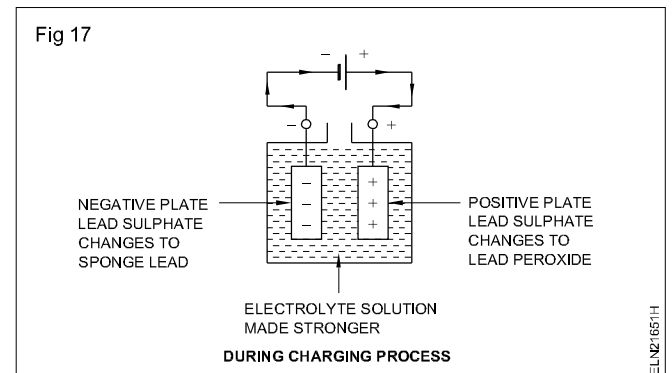 Fig 17
− +
− +
− +
− +
− +
NEGATIVE PLATE
LEAD SULPHATE
CHANGES TO
SPONGE LEAD
POSITIVE PLATE
LEAD SULPHATE
CHANGES TO
LEAD PEROXIDE
ELECTROLYTE SOLUTION
MADE STRONGER
DURING CHARGING PROCESS
ELN21651H